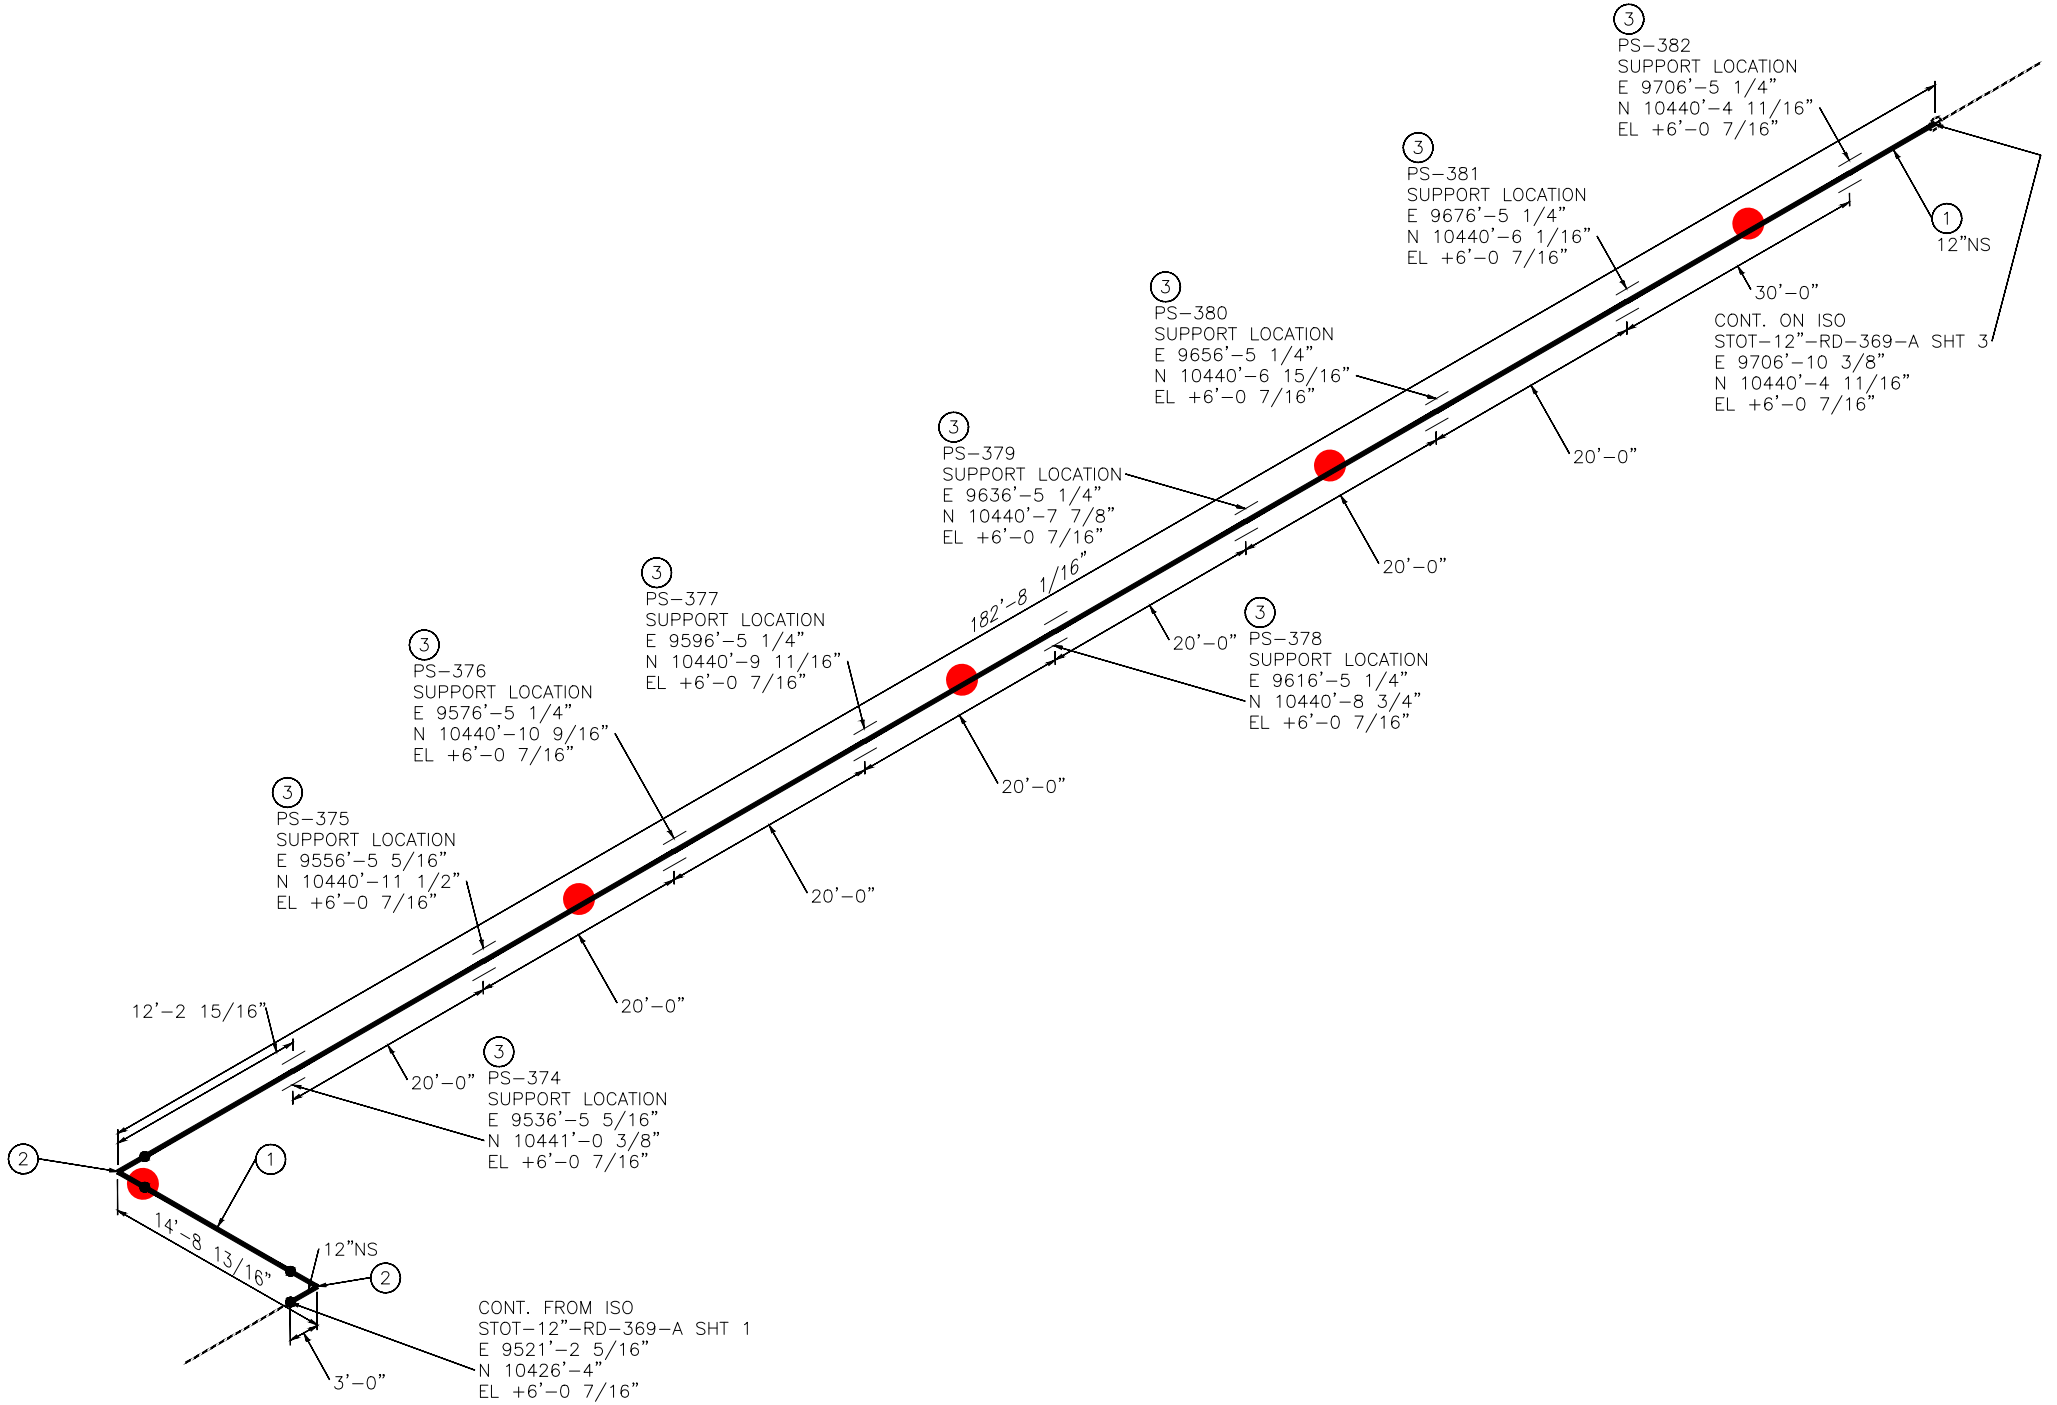 3
PS-382
SUPPORT LOCATION
E 9706'-5 1/4"
N 10440'-4 11/16"
EL +6'-0 7/16"
3
PS-381
SUPPORT LOCATION
E 9676'-5 1/4"
N 10440'-6 1/16"
EL +6'-0 7/16"
1
12"NS
30'-0"
CONT. ON ISO
STOT-12"-RD-369-A SHT 3
E 9706'-10 3/8"
N 10440'-4 11/16"
EL +6'-0 7/16"
3
PS-380
SUPPORT LOCATION
E 9656'-5 1/4"
N 10440'-6 15/16"
EL +6'-0 7/16"
20'-0"
3
PS-379
SUPPORT LOCATION
E 9636'-5 1/4"
N 10440'-7 7/8"
EL +6'-0 7/16"
20'-0"
182'-8 1/16"
3
PS-377
SUPPORT LOCATION
E 9596'-5 1/4"
N 10440'-9 11/16"
EL +6'-0 7/16"
20'-0"
3
PS-378
SUPPORT LOCATION
E 9616'-5 1/4"
N 10440'-8 3/4"
EL +6'-0 7/16"
3
PS-376
SUPPORT LOCATION
E 9576'-5 1/4"
N 10440'-10 9/16"
EL +6'-0 7/16"
20'-0"
3
PS-375
SUPPORT LOCATION
E 9556'-5 5/16"
N 10440'-11 1/2"
EL +6'-0 7/16"
20'-0"
20'-0"
12'-2 15/16"
20'-0"
3
PS-374
SUPPORT LOCATION
E 9536'-5 5/16"
N 10441'-0 3/8"
EL +6'-0 7/16"
2
1
14'-8 13/16"
12"NS
2
CONT. FROM ISO
STOT-12"-RD-369-A SHT 1
E 9521'-2 5/16"
N 10426'-4"
EL +6'-0 7/16"
3'-0"